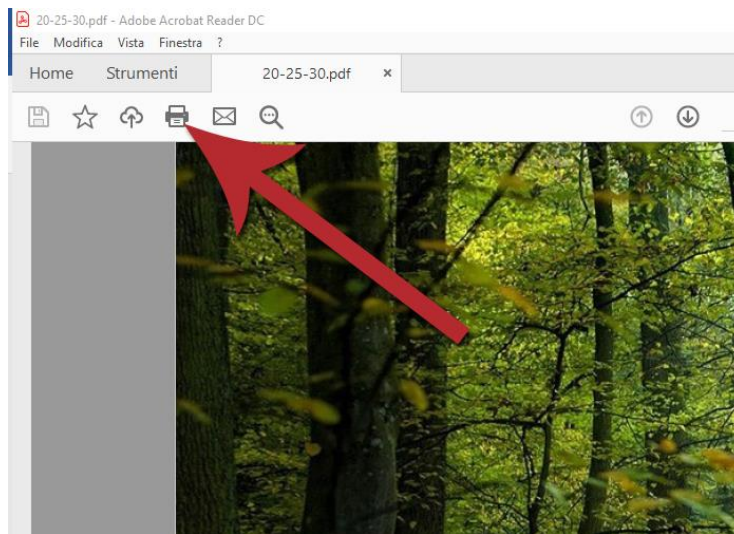 20-25-30.pdf - Adobe Acrobat Reader DC
File Modifica Vista Finestra ?
Home Strumenti 20-25-30.pdf ×